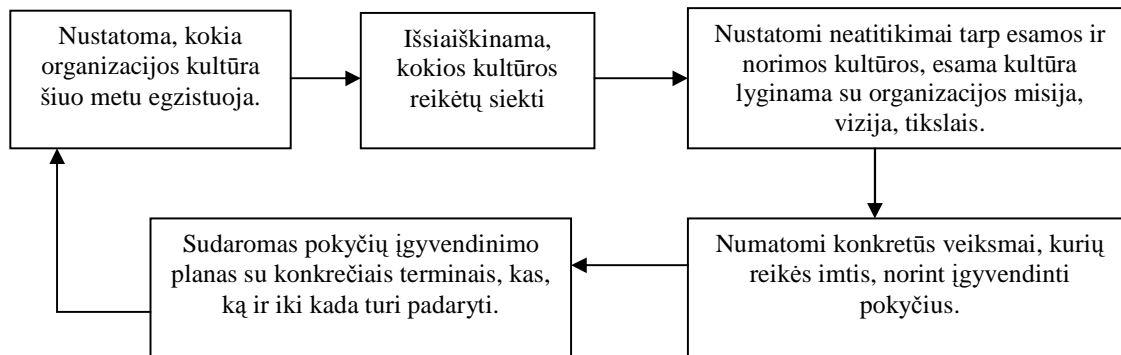 Nustatoma, kokia
organizacijos kultūra
šiuo metu egzistuoja.
Išsiaiškinama,
kokios kultūros
reikėtų siekti
Nustatomi neatitikimai tarp esamos ir
norimos kultūros, esama kultūra
lyginama su organizacijos misija,
vizija, tikslais.
Numatomi konkretūs veiksmai, kurių
reikės imtis, norint įgyvendinti
pokyčius.
Sudaromas pokyčių įgyvendinimo
planas su konkrečiais terminais, kas,
ką ir iki kada turi padaryti.